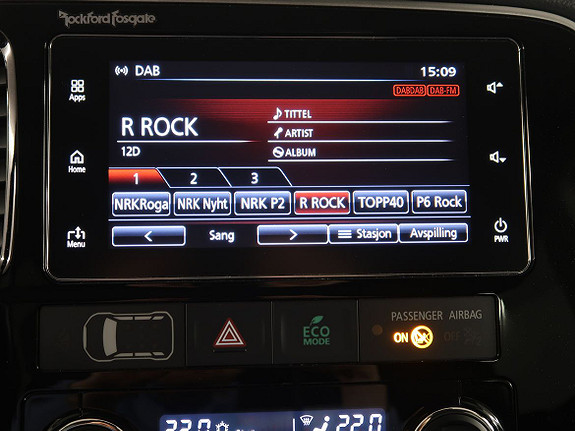 Rockford Fosgate
DAB 15:09
DABDAB DAB-FM
Apps
TITTEL
R ROCK
ARTIST
12D
ALBUM
Home
1 2 3
NRKRoga NRK Nyht NRK P2 R ROCK TOPP40 P6 Rock
Menu
< Sang > Stasjon Avspilling
PWR
PASSENGER AIRBAG
ECO
MODE
ON OFF
22.0 22.0